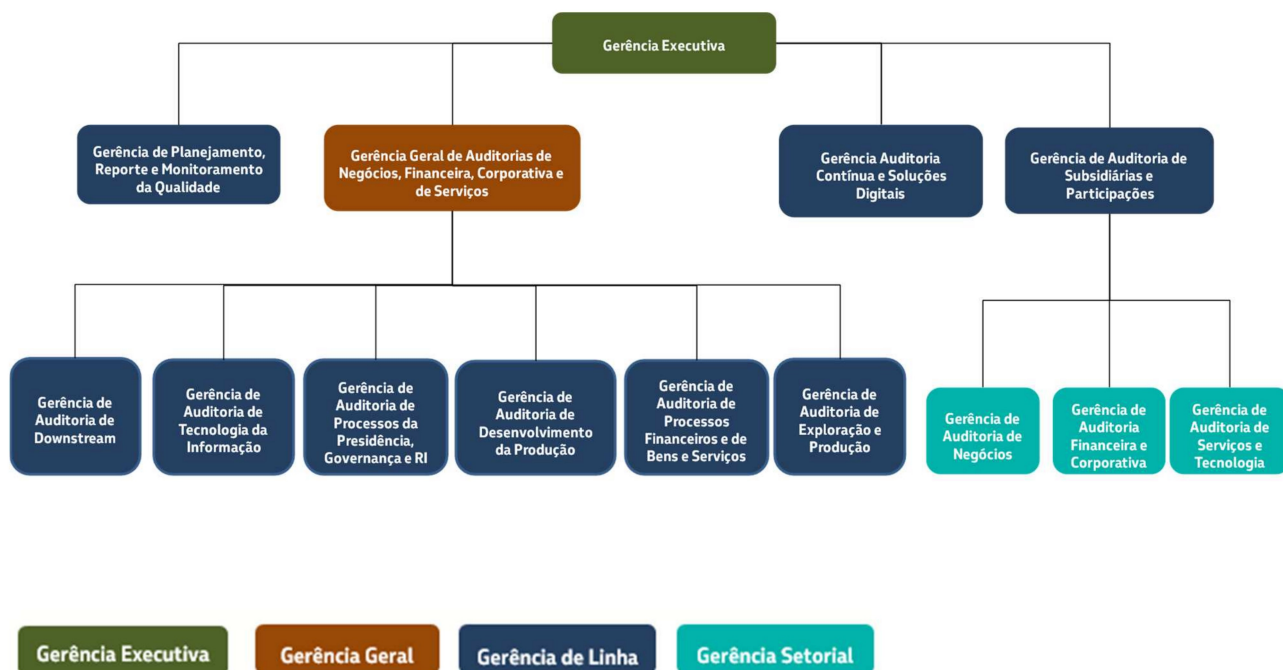 Gerência Executiva
Gerência de Planejamento,
Reporte e Monitoramento
da Qualidade
Gerência Geral de Auditorias de
Negócios, Financeira, Corporativa e
de Serviços
Gerência Auditoria
Contínua e Soluções
Digitais
Gerência de Auditoria de
Subsidiárias e
Participações
Gerência de
Auditoria de
Downstream
Gerência de
Auditoria de
Tecnologia da
Informação
Gerência de
Auditoria de
Processos da
Presidência,
Governança e RI
Gerência de
Auditoria de
Desenvolvimento
da Produção
Gerência de
Auditoria de
Processos
Financeiros e de
Bens e Serviços
Gerência de
Auditoria de
Exploração e
Produção
Gerência de
Auditoria de
Negócios
Gerência de
Auditoria
Financeira e
Corporativa
Gerência de
Auditoria de
Serviços e
Tecnologia
Gerência Executiva
Gerência Geral
Gerência de Linha
Gerência Setorial